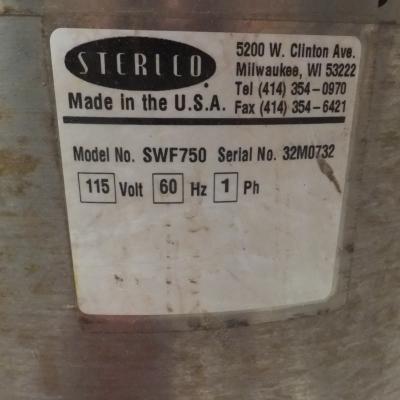 STERLCO®
5200 W. Clinton Ave.
Milwaukee, WI 53222
Tel (414) 354-0970
Made in the U.S.A. Fax (414) 354-6421
Model No. SWF750 Serial No. 32M0732
115 Volt 60 Hz 1 Ph